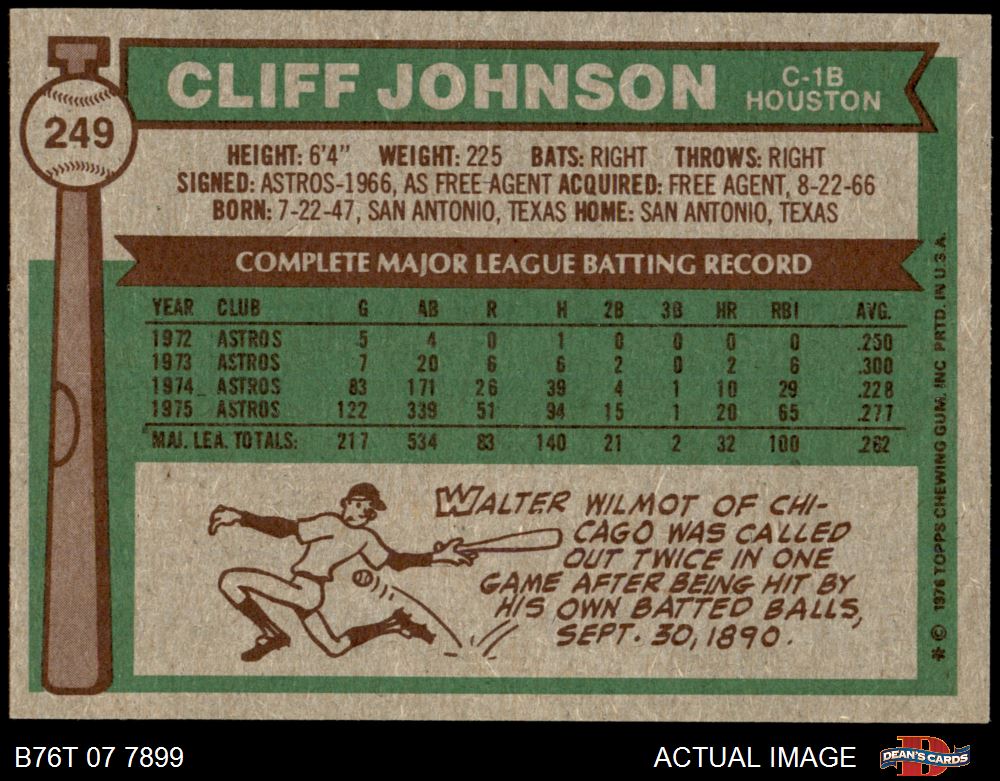 249
CLIFF JOHNSON
C-1B
HOUSTON
HEIGHT: 6'4" WEIGHT: 225 BATS: RIGHT THROWS: RIGHT
SIGNED: ASTROS-1966, AS FREE-AGENT ACQUIRED: FREE AGENT, 8-22-66
BORN: 7-22-47, SAN ANTONIO, TEXAS HOME: SAN ANTONIO, TEXAS
COMPLETE MAJOR LEAGUE BATTING RECORD
YEAR CLUB G AB R H 2B 3B HR RBI AVG.
1972 ASTROS 5 4 0 1 0 0 0 0 .250
1973 ASTROS 7 20 6 6 2 0 2 6 .300
1974 ASTROS 83 171 26 39 4 1 10 29 .228
1975 ASTROS 122 339 51 94 15 1 20 65 .277
MAJ. LEA. TOTALS: 217 534 83 140 21 2 32 100 .262
WALTER WILMOT OF CHI-
CAGO WAS CALLED
OUT TWICE IN ONE
GAME AFTER BEING HIT BY
HIS OWN BATTED BALLS,
SEPT. 30, 1890.
* © 1976 TOPPS CHEWING GUM, INC PRTD. IN U.S.A.
B76T 07 7899
ACTUAL IMAGE
DEAN'S CARDS